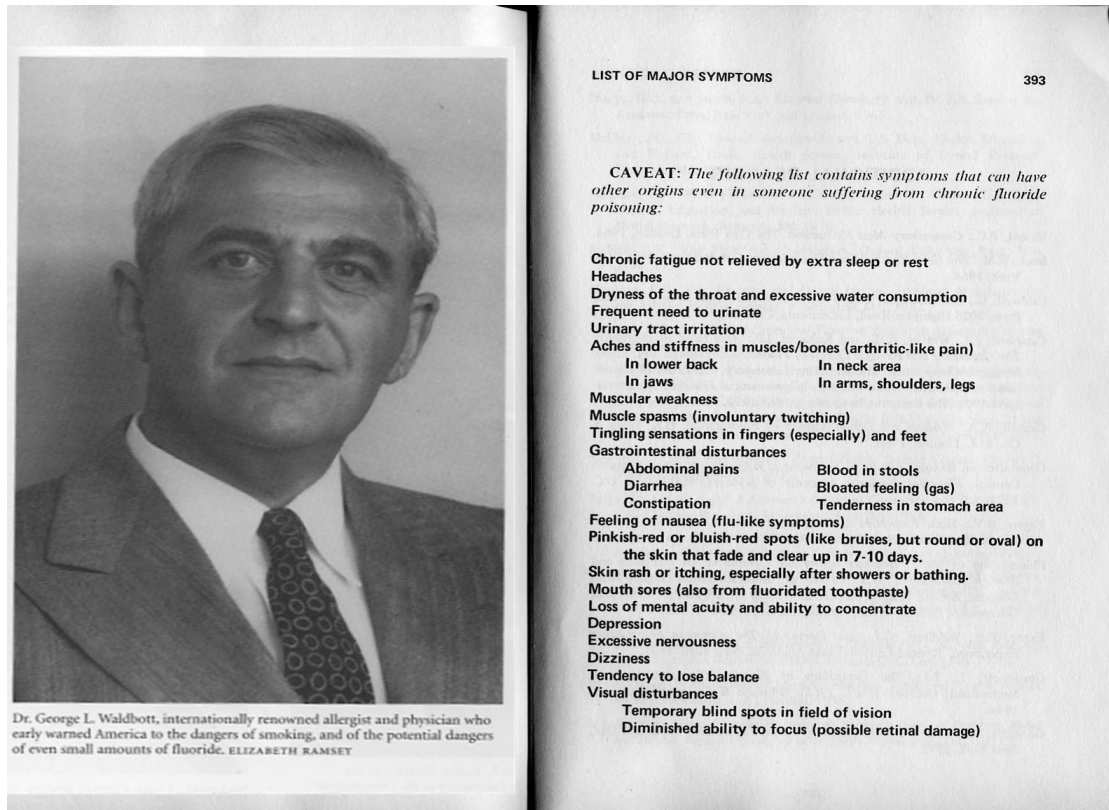 Dr. George L. Waldbott, internationally renowned allergist and physician who
early warned America to the dangers of smoking, and of the potential dangers
of even small amounts of fluoride. ELIZABETH RAMSEY
LIST OF MAJOR SYMPTOMS 393
CAVEAT: The following list contains symptoms that can have
other origins even in someone suffering from chronic fluoride
poisoning:
Chronic fatigue not relieved by extra sleep or rest
Headaches
Dryness of the throat and excessive water consumption
Frequent need to urinate
Urinary tract irritation
Aches and stiffness in muscles/bones (arthritic-like pain)
In lower back In neck area
In jaws In arms, shoulders, legs
Muscular weakness
Muscle spasms (involuntary twitching)
Tingling sensations in fingers (especially) and feet
Gastrointestinal disturbances
Abdominal pains Blood in stools
Diarrhea Bloated feeling (gas)
Constipation Tenderness in stomach area
Feeling of nausea (flu-like symptoms)
Pinkish-red or bluish-red spots (like bruises, but round or oval) on
the skin that fade and clear up in 7-10 days.
Skin rash or itching, especially after showers or bathing.
Mouth sores (also from fluoridated toothpaste)
Loss of mental acuity and ability to concentrate
Depression
Excessive nervousness
Dizziness
Tendency to lose balance
Visual disturbances
Temporary blind spots in field of vision
Diminished ability to focus (possible retinal damage)